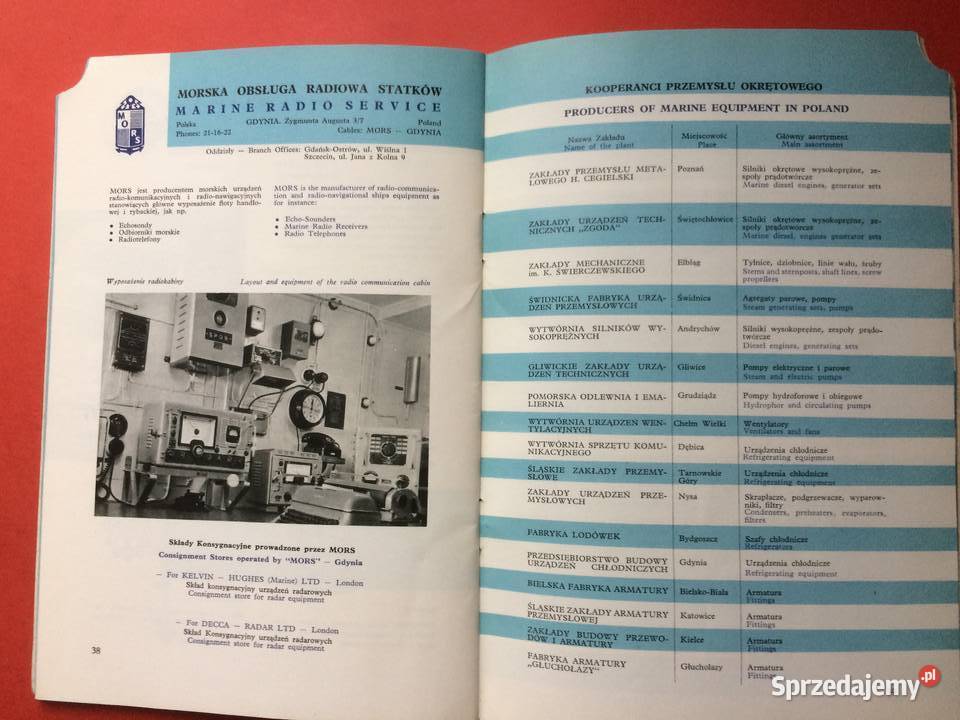 MORS
MORSKA OBSŁUGA RADIOWA STATKÓW
MARINE RADIO SERVICE
Polska GDYNIA. Zygmunta Augusta 3/7 Poland
Phones: 21-16-22 Cables: MORS — GDYNIA
Oddziały — Branch Offices: Gdańsk-Ostrów, ul. Wiślna 1
Szczecin, ul. Jana z Kolna 9
MORS jest producentem morskich urządzeń
radio-komunikacyjnych i radio-nawigacyjnych
stanowiących główne wyposażenie floty handlo-
wej i rybackiej, jak np.
• Echosondy
• Odbiorniki morskie
• Radiotelefony
MORS is the manufacturer of radio-communica-
tion and radio-navigational ships equipment as
for instance:
• Echo-Sounders
• Marine Radio Receivers
• Radio Telephones
Wyposażenie radiokabiny Layout and equipment of the radio communication cabin
Składy Konsygnacyjne prowadzone przez MORS
Consignment Stores operated by "MORS" — Gdynia
— For KELVIN — HUGHES (Marine) LTD — London
Skład konsygnacyjny urządzeń radarowych
Consignment store for radar equipment
— For DECCA — RADAR LTD — London
Skład Konsygnacyjny urządzeń radarowych
Consignment store for radar equipment
38
KOOPERANCI PRZEMYSŁU OKRĘTOWEGO
PRODUCERS OF MARINE EQUIPMENT IN POLAND
Nazwa Zakładu Miejscowość Główny asortyment
Name of the plant Place Main assortment
ZAKŁADY PRZEMYSŁU META- Poznań Silniki okrętowe wysokoprężne, ze-
LOWEGO H. CEGIELSKI społy prądotwórcze
Marine diesel engines, generator sets
ZAKŁADY URZĄDZEŃ TECH- Świętochłowice Silniki okrętowe wysokoprężne, ze-
NICZNYCH „ZGODA" społy prądotwórcze
Marine diesel, engines generator sets
ZAKŁADY MECHANICZNE Elbląg Tylnice, dziobnice, linie wału, śruby
im. K. ŚWIERCZEWSKIEGO Stems and sternposts, shaft lines, screw
propellers
ŚWIDNICKA FABRYKA URZĄ- Świdnica Agregaty parowe, pompy
DZEŃ PRZEMYSŁOWYCH Steam generating sets, pumps
WYTWÓRNIA SILNIKÓW WY- Andrychów Silniki wysokoprężne, zespoły prądo-
SOKOPRĘŻNYCH twórcze
Diesel engines, generating sets
GLIWICKIE ZAKŁADY URZĄ- Gliwice Pompy elektryczne i parowe
DZEŃ TECHNICZNYCH Steam and electric pumps
POMORSKA ODLEWNIA I EMA- Grudziądz Pompy hydroforowe i obiegowe
LIERNIA Hydrophor and circulating pumps
WYTWÓRNIA URZĄDZEŃ WEN- Chełm Wielki Wentylatory
TYLACYJNYCH Ventilators and fans
WYTWÓRNIA SPRZĘTU KOMU- Dębica Urządzenia chłodnicze
NIKACYJNEGO Refrigerating equipment
ŚLĄSKIE ZAKŁADY PRZEMY- Tarnowskie Urządzenia chłodnicze
SŁOWE Góry Refrigerating equipment
ZAKŁADY URZĄDZEŃ PRZE- Nysa Skraplacze, podgrzewacze, wyparow-
MYSŁOWYCH niki, filtry
Condensers, preheaters, evaporators,
filters
FABRYKA LODÓWEK Bydgoszcz Szafy chłodnicze
Refrigerators
PRZEDSIĘBIORSTWO BUDOWY Gdynia Urządzenia chłodnicze
URZĄDZEŃ CHŁODNICZYCH Refrigerating equipment
BIELSKA FABRYKA ARMATURY Bielsko-Biała Armatura
Fittings
ŚLĄSKIE ZAKŁADY ARMATURY Katowice Armatura
PRZEMYSŁOWEJ Fittings
ZAKŁADY BUDOWY PRZEWO- Kielce Armatura
DÓW I ARMATURY Fittings
FABRYKA ARMATURY Głuchołazy Armatura
„GŁUCHOŁAZY" Fittings
Sprzedajemy.pl